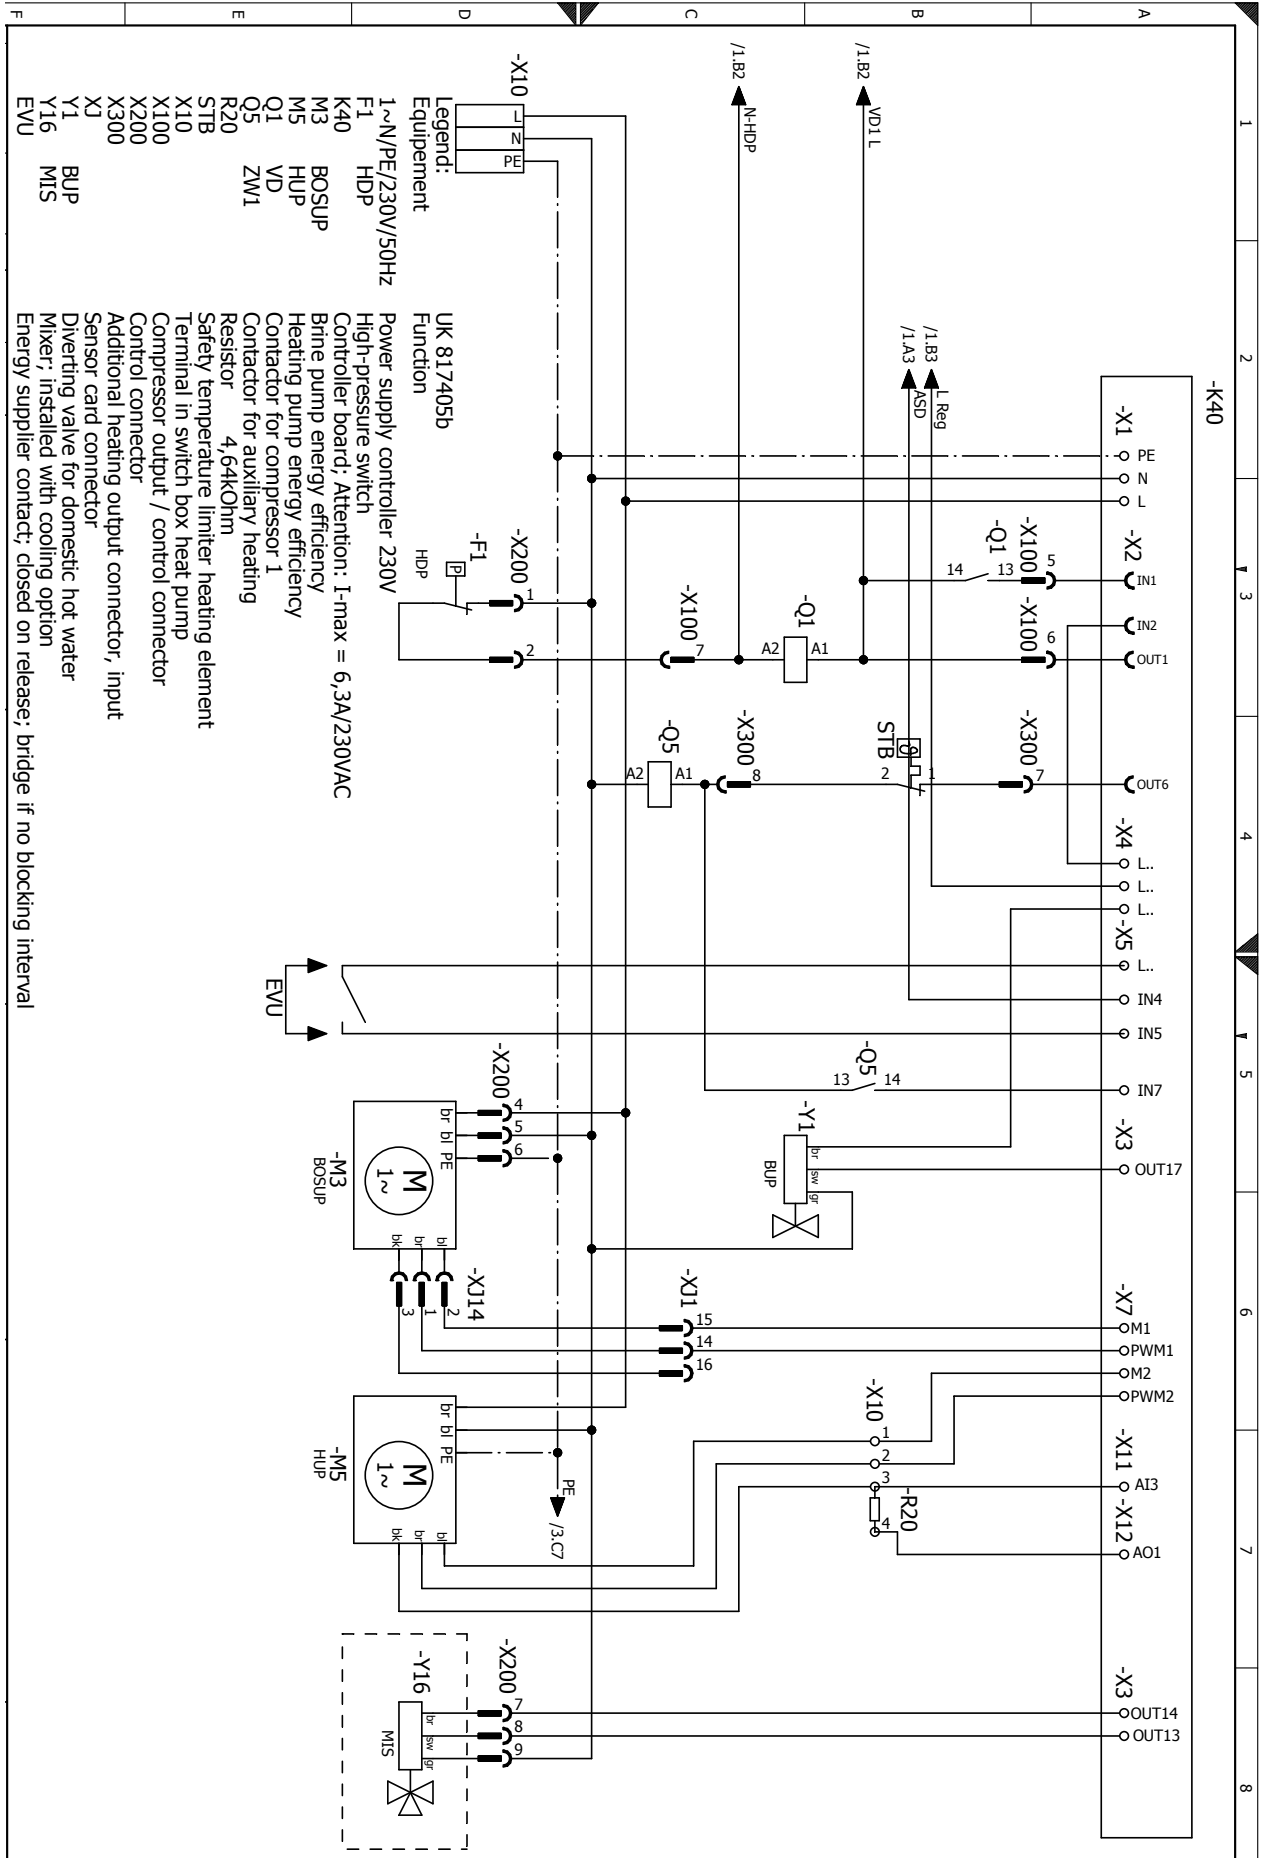 1
2
3
4
5
6
7
8
A
B
C
D
E
F
-K40
-X1
PE
N
L
-X2
IN1
IN2
OUT1
OUT6
-X4
L..
L..
L..
-X5
L..
IN4
IN5
IN7
-X3
OUT17
-X7
M1
PWM1
M2
PWM2
-X11
AI3
-X12
AO1
-X3
OUT14
OUT13
/1.B2
VD1 L
/1.B2
N-HDP
/1.B3
L Reg
/1.A3
ASD
-X100
5
-Q1
13
14
-X100
6
-Q1
A1
A2
-X100
7
-X200
1
2
-F1
P
HDP
-X300
7
STB
1
2
-X300
8
-Q5
A1
A2
EVU
-Q5
14
13
-Y1
br
sw
gr
BUP
-X200
4
5
6
br
bl
PE
M
1~
-M3
BOSUP
bl
br
bk
-XJ14
2
1
3
-XJ1
15
14
16
br
bl
PE
M
1~
-M5
HUP
bl
br
bk
PE
/3.C7
-X10
1
2
3
4
-R20
-X200
7
8
9
-Y16
br
sw
gr
MIS
-X10
L
N
PE
Legend: UK 817405b
Equipement Function
1~N/PE/230V/50Hz Power supply controller 230V
F1 HDP High-pressure switch
K40 Controller board; Attention: I-max = 6,3A/230VAC
M3 BOSUP Brine pump energy efficiency
M5 HUP Heating pump energy efficiency
Q1 VD Contactor for compressor 1
Q5 ZW1 Contactor for auxiliary heating
R20 Resistor 4,64kOhm
STB Safety temperature limiter heating element
X10 Terminal in switch box heat pump
X100 Compressor output / control connector
X200 Control connector
X300 Additional heating output connector, input
XJ Sensor card connector
Y1 BUP Diverting valve for domestic hot water
Y16 MIS Mixer; installed with cooling option
EVU Energy supplier contact; closed on release; bridge if no blocking interval